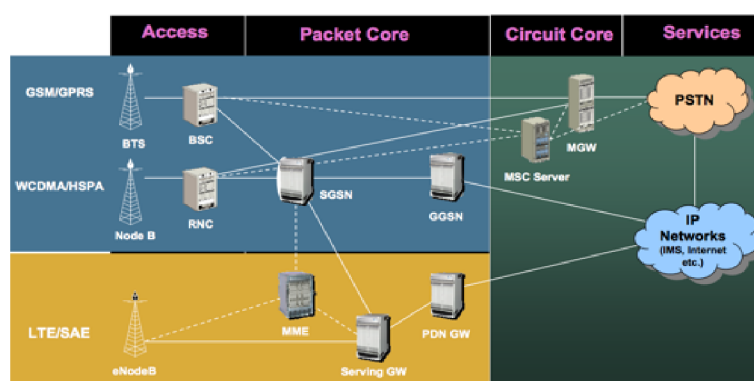 Access
Packet Core
Circuit Core
Services
GSM/GPRS
BTS
BSC
MSC Server
MGW
PSTN
WCDMA/HSPA
Node B
RNC
SGSN
GGSN
IP
Networks
(IMS, Internet
etc.)
LTE/SAE
eNodeB
MME
Serving GW
PDN GW